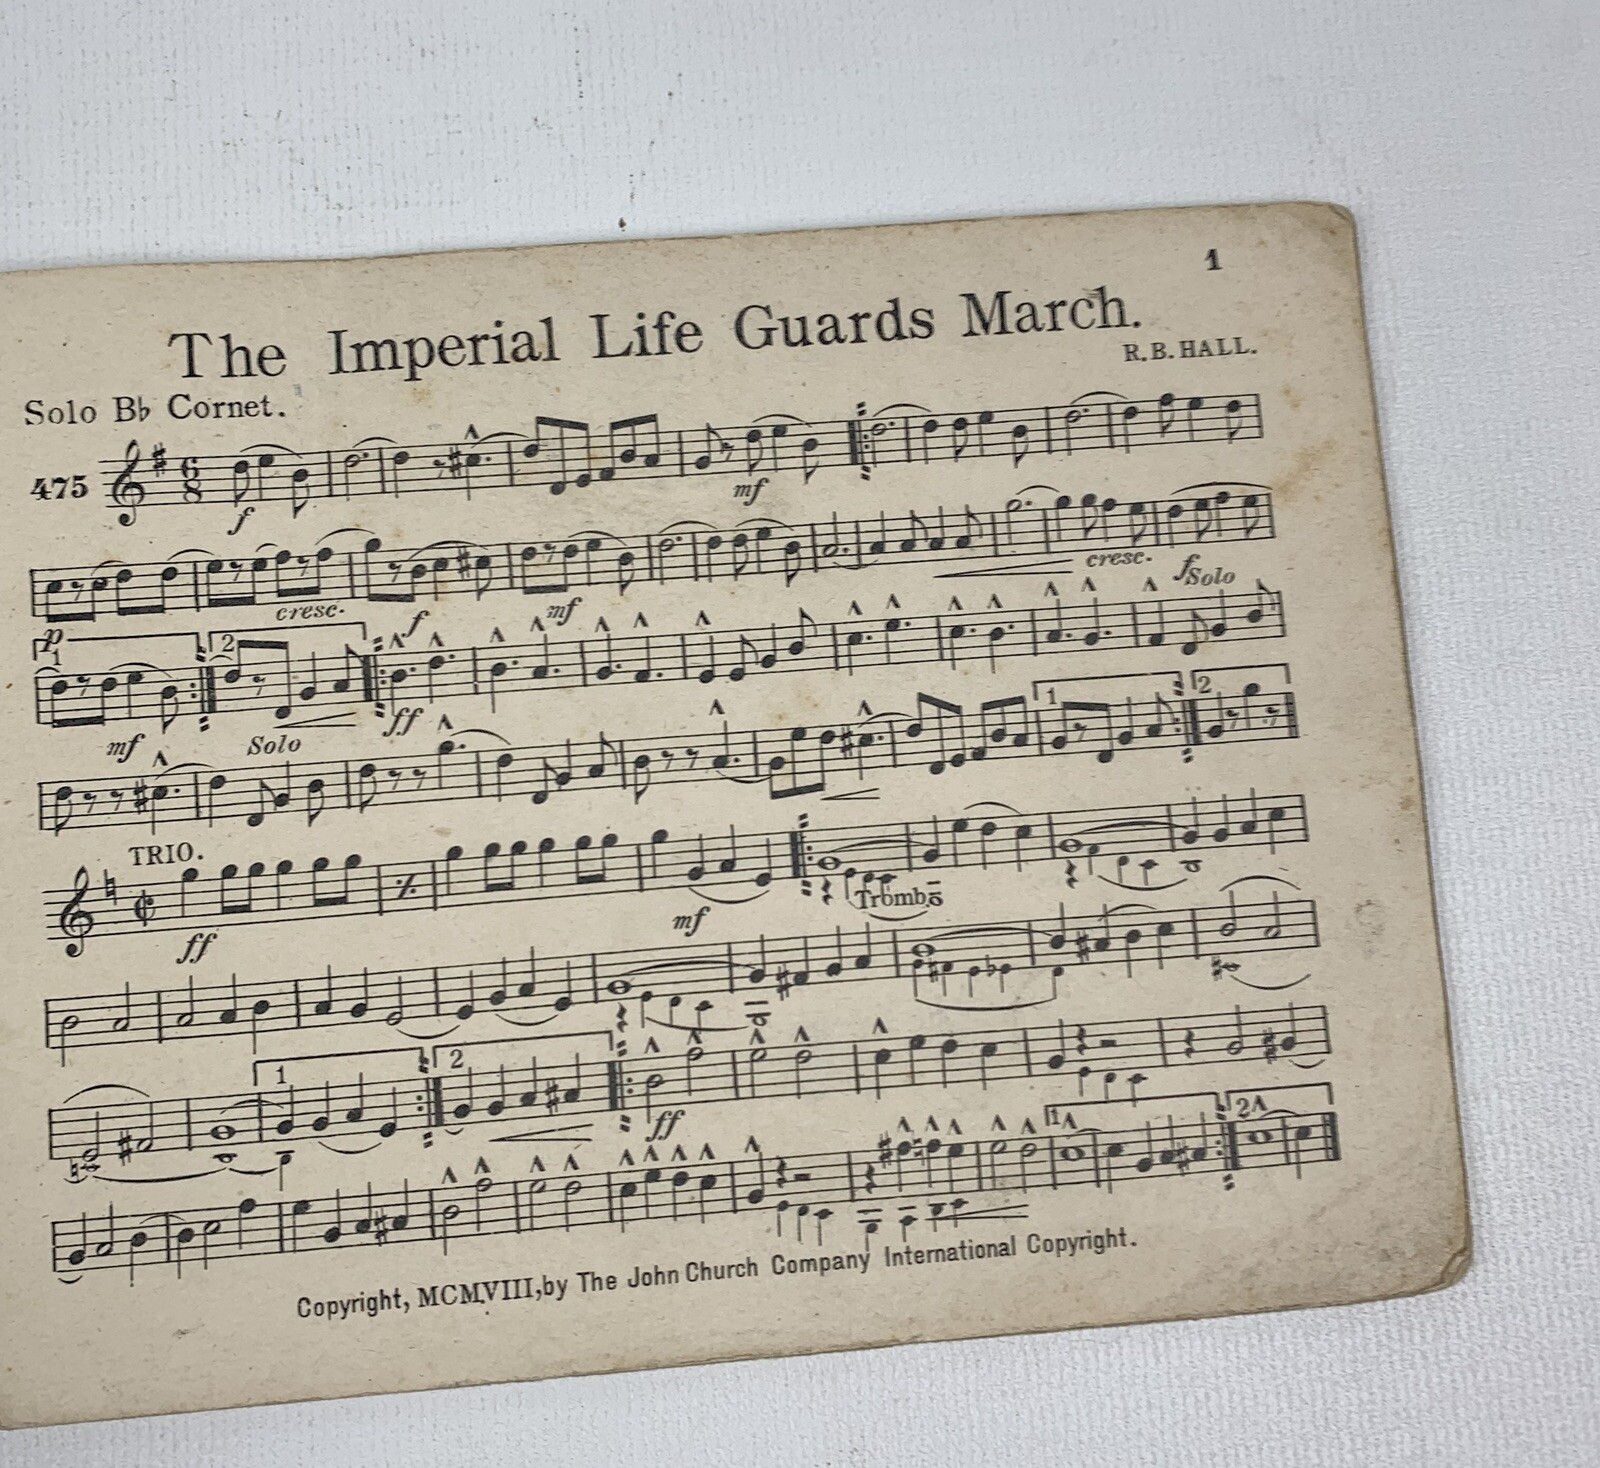 1
The Imperial Life Guards March.
R. B. HALL.
Solo B♭ Cornet.
475
6
8
f
mf
p
cresc.
f
mf
cresc.
f
Solo
1
2
mf
Solo
ff
1
2
TRIO.
ff
mf
Tromb.
1
2
ff
1
2
Copyright, MCMVIII, by The John Church Company International Copyright.